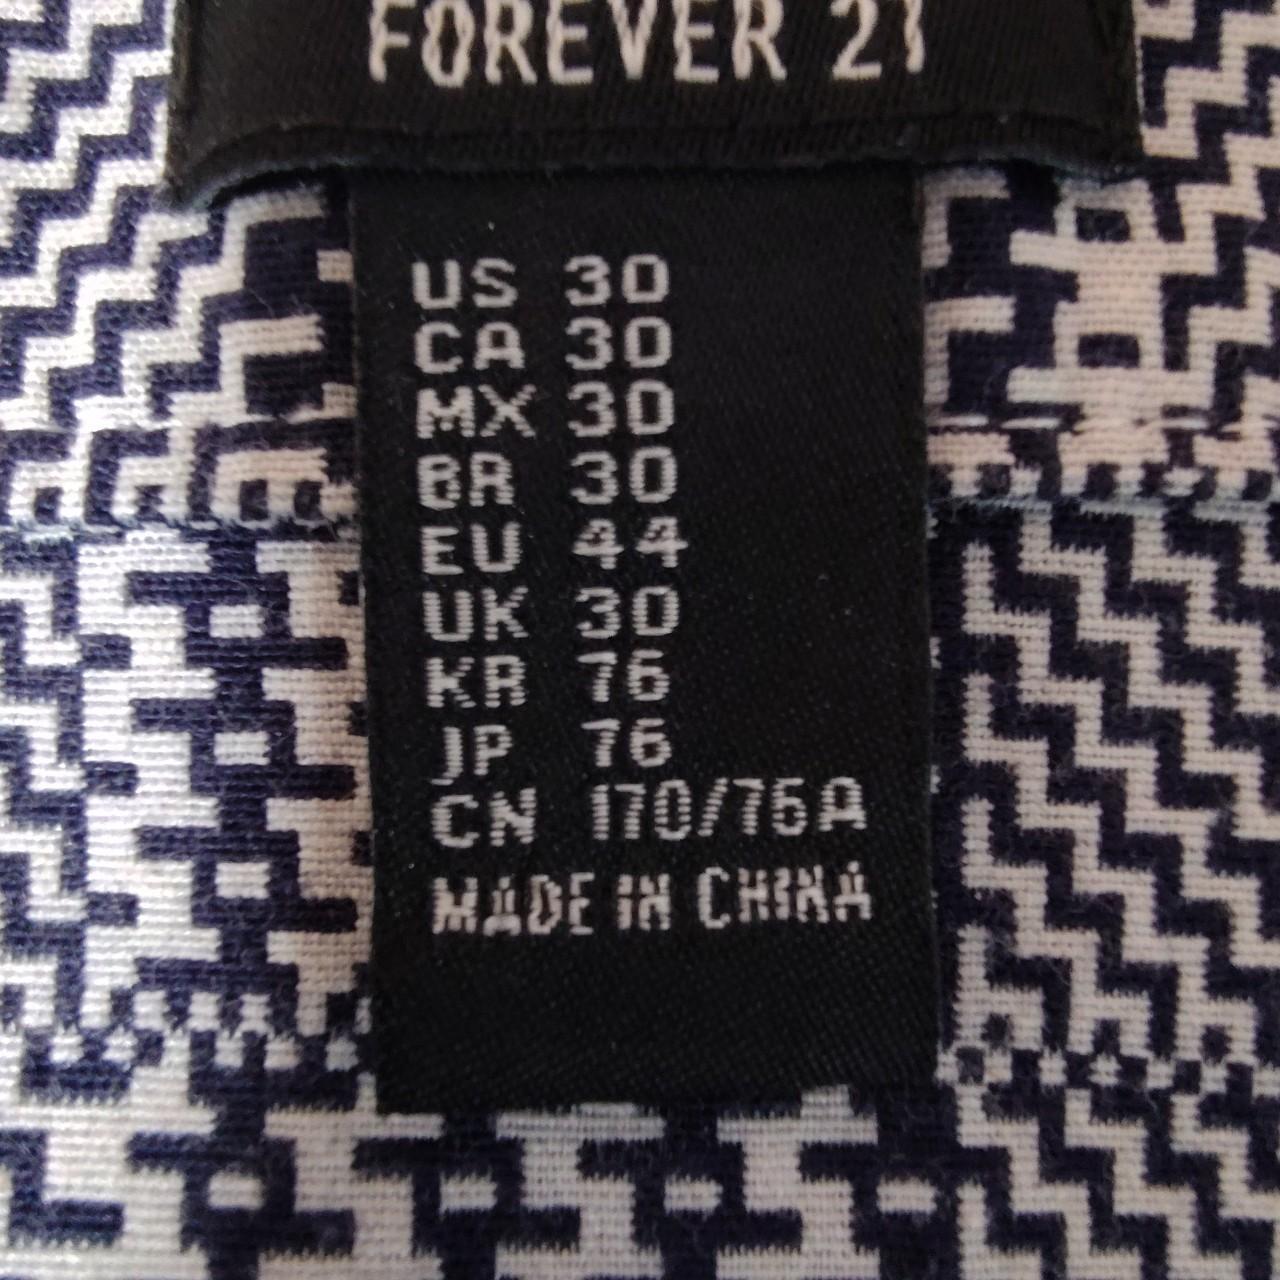 FOREVER 21
US 30
CA 30
MX 30
BR 30
EU 44
UK 30
KR 76
JP 76
CN 170/76A
MADE IN CHINA